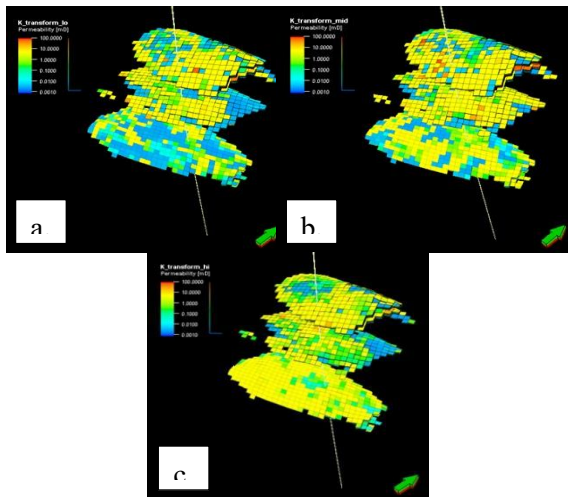 K_transform_lo
Permeability [mD]
100.0000
10.0000
1.0000
0.1000
0.0100
0.0010
a.
K_transform_mid
Permeability [mD]
100.0000
10.0000
1.0000
0.1000
0.0100
0.0010
b.
K_transform_hi
Permeability [mD]
100.0000
10.0000
1.0000
0.1000
0.0100
0.0010
c.